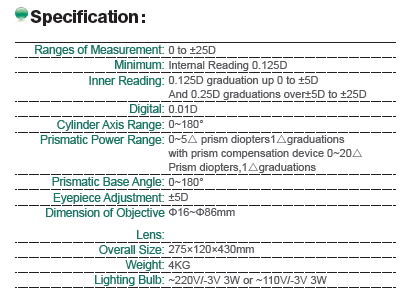 Specification:
Ranges of Measurement: 0 to ±25D
Minimum: Internal Reading 0.125D
Inner Reading: 0.125D graduation up 0 to ±5D
And 0.25D graduations over±5D to ±25D
Digital: 0.01D
Cylinder Axis Range: 0~180°
Prismatic Power Range: 0~5△ prism diopters1△graduations
with prism compensation device 0~20△
Prism diopters,1△graduations
Prismatic Base Angle: 0~180°
Eyepiece Adjustment: ±5D
Dimension of Objective Φ16~Φ86mm
Lens:
Overall Size: 275×120×430mm
Weight: 4KG
Lighting Bulb: ~220V/-3V 3W or ~110V/-3V 3W